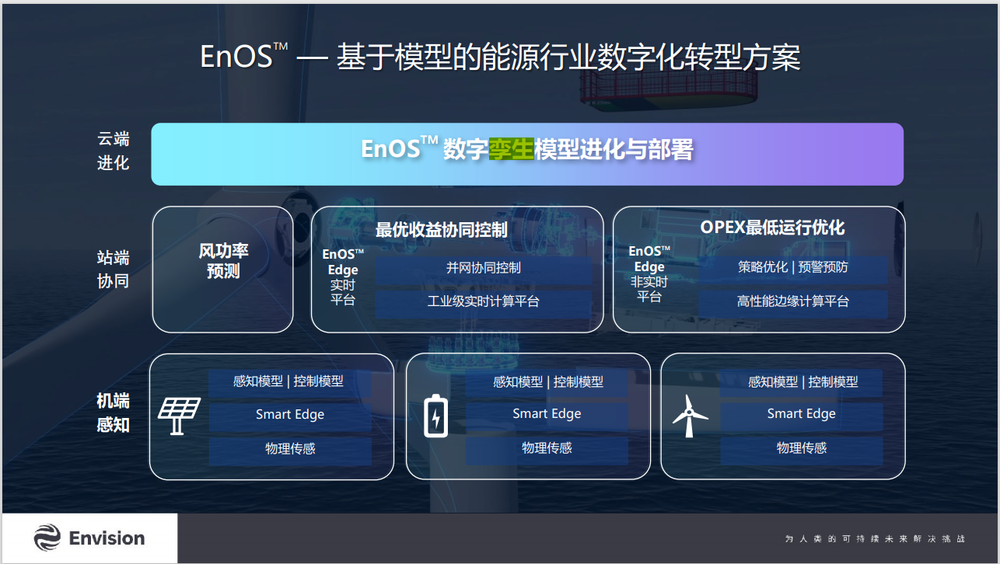 EnOS™ — 基于模型的能源行业数字化转型方案
云端
进化
EnOS™ 数字孪生模型进化与部署
站端
协同
风功率
预测
最优收益协同控制
EnOS™
Edge
实时
平台
并网协同控制
工业级实时计算平台
OPEX最低运行优化
EnOS™
Edge
非实时
平台
策略优化 | 预警预防
高性能边缘计算平台
机端
感知
感知模型 | 控制模型
Smart Edge
物理传感
感知模型 | 控制模型
Smart Edge
物理传感
感知模型 | 控制模型
Smart Edge
物理传感
Envision
为人类的可持续未来解决挑战